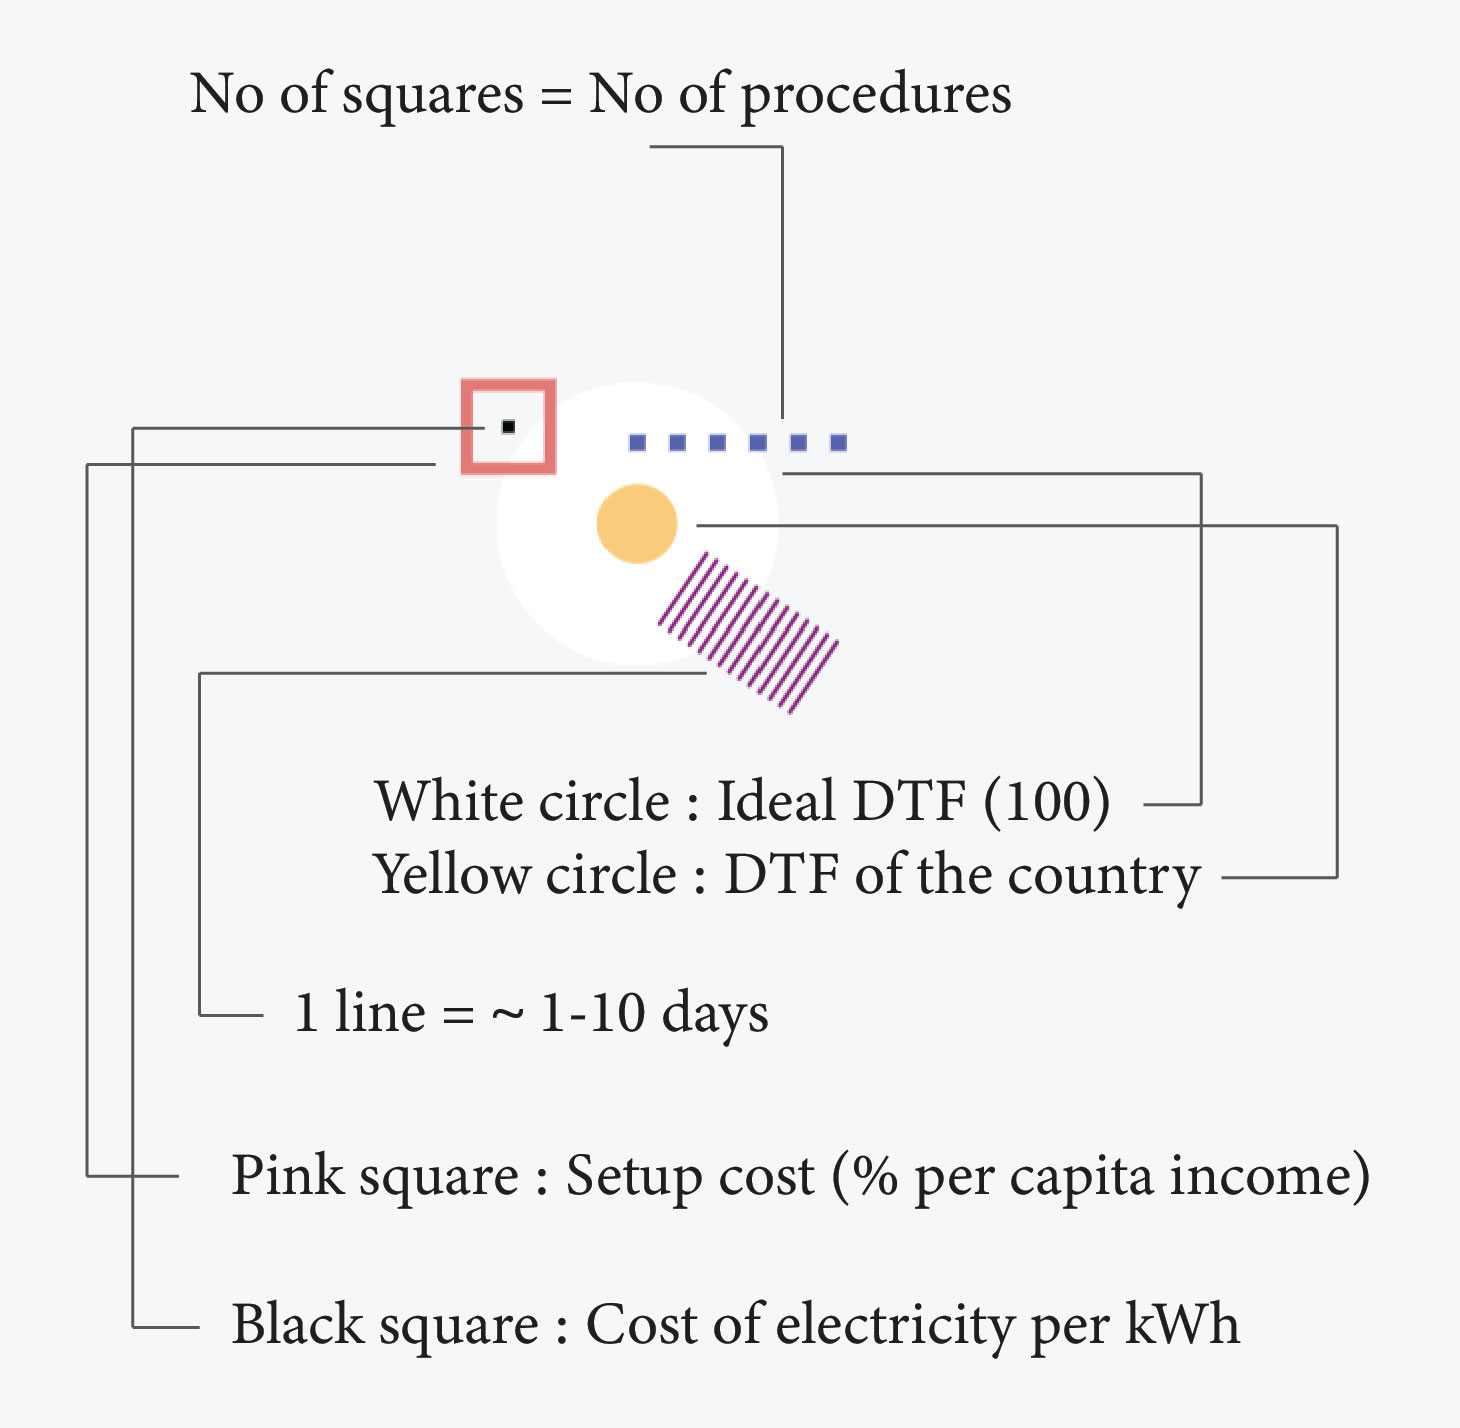 No of squares = No of procedures
White circle : Ideal DTF (100)
Yellow circle : DTF of the country
1 line = ~ 1-10 days
Pink square : Setup cost (% per capita income)
Black square : Cost of electricity per kWh